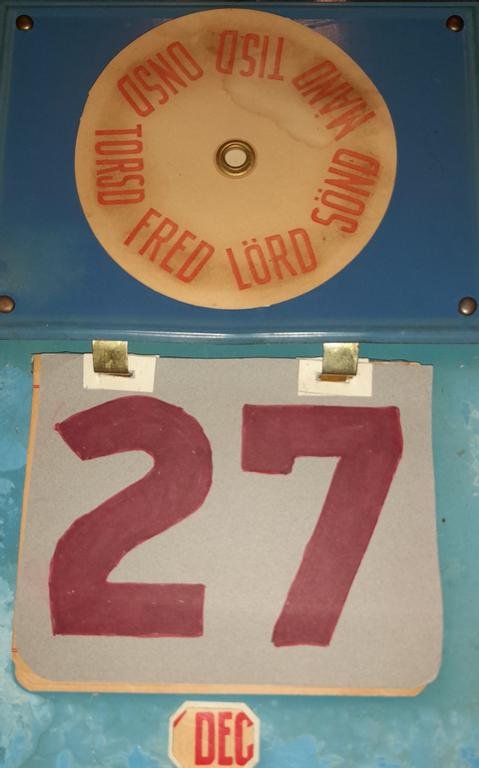 MÅND
TISD
ONSD
TORSD
FRED
LÖRD
SÖND
27
DEC